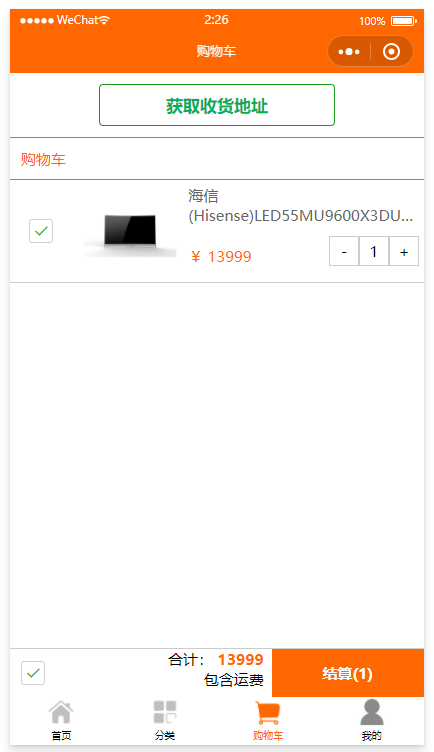 WeChat 2:26 100%
购物车
获取收货地址
购物车
海信
(Hisense)LED55MU9600X3DU...
¥ 13999
- 1 +
合计： 13999
包含运费
结算(1)
首页 分类 购物车 我的